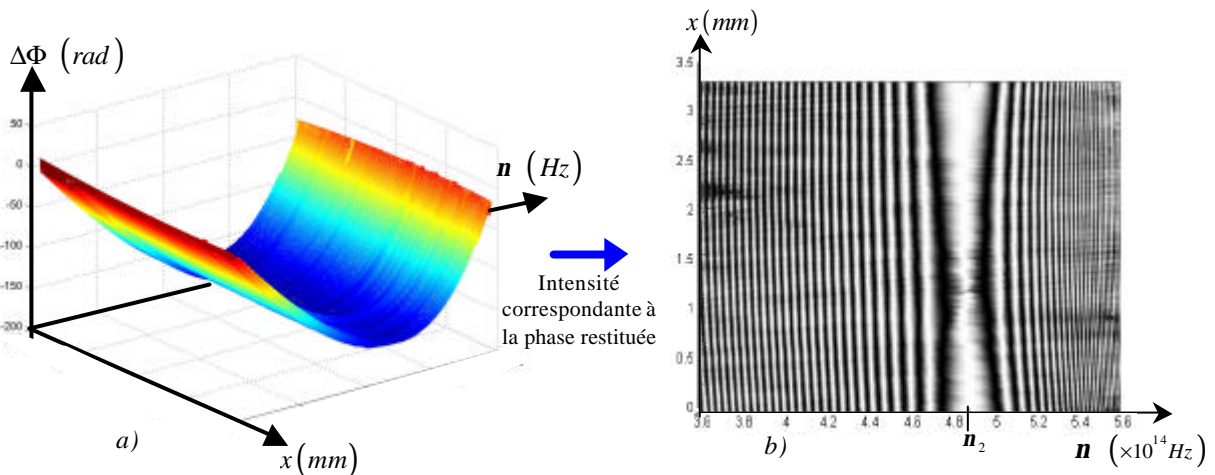 ΔΦ (rad)
50
0
-50
-100
-150
-200
n (Hz)
x (mm)
a)
Intensité
correspondante à
la phase restituée
x (mm)
3.5
3
2.5
2
1.5
1
0.5
0
3.6 3.8 4 4.2 4.4 4.6 4.8 5 5.2 5.4 5.6
b)
n₂
n (×10¹⁴ Hz)